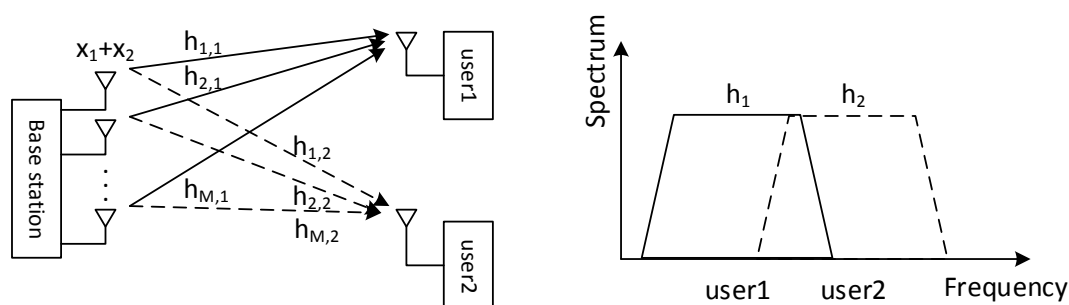 x1+x2
h1,1
h2,1
h1,2
hM,1
h2,2
hM,2
Base station
user1
user2
Spectrum
h1
h2
user1
user2
Frequency